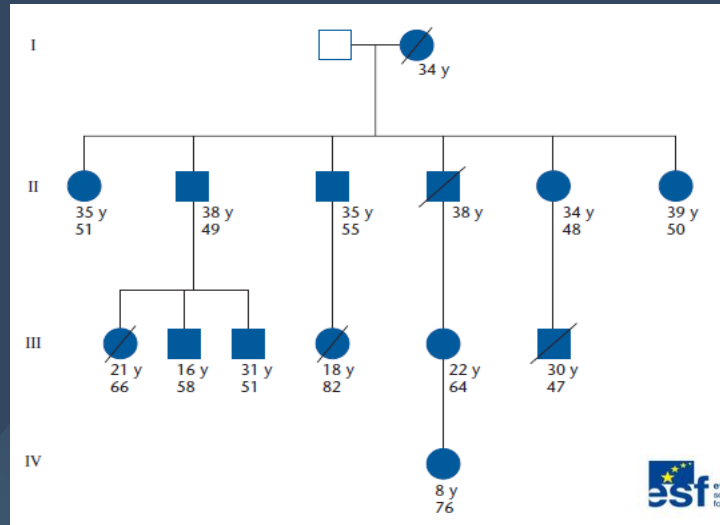 I
34 y
II
35 y 38 y 35 y 38 y 34 y 39 y
51 49 55 48 50
III
21 y 16 y 31 y 18 y 22 y 30 y
66 58 51 82 64 47
IV
8 y
76
esf